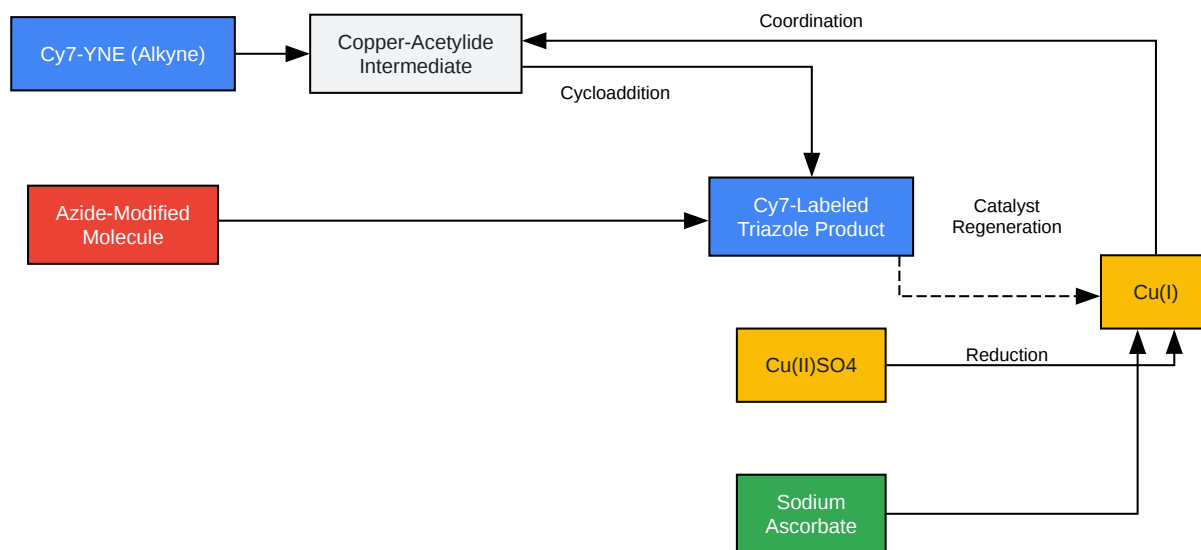 Coordination
Cy7-YNE (Alkyne)
Copper-Acetylide
Intermediate
Cycloaddition
Azide-Modified
Molecule
Cy7-Labeled
Triazole Product
Catalyst
Regeneration
Cu(I)
Cu(II)SO4
Reduction
Sodium
Ascorbate